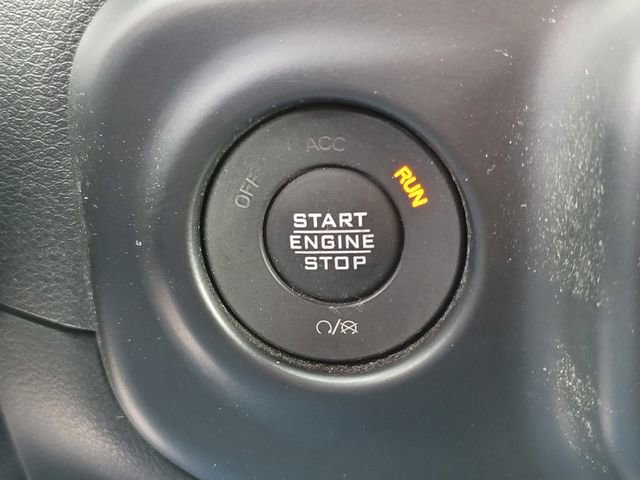 ACC
OFF
RUN
START
ENGINE
STOP